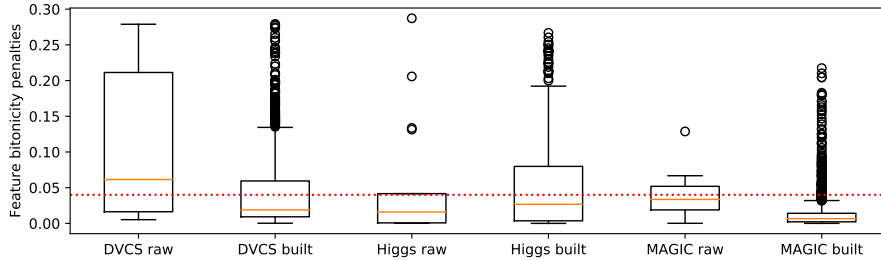 Feature bitonicity penalties
0.30
0.25
0.20
0.15
0.10
0.05
0.00
DVCS raw
DVCS built
Higgs raw
Higgs built
MAGIC raw
MAGIC built